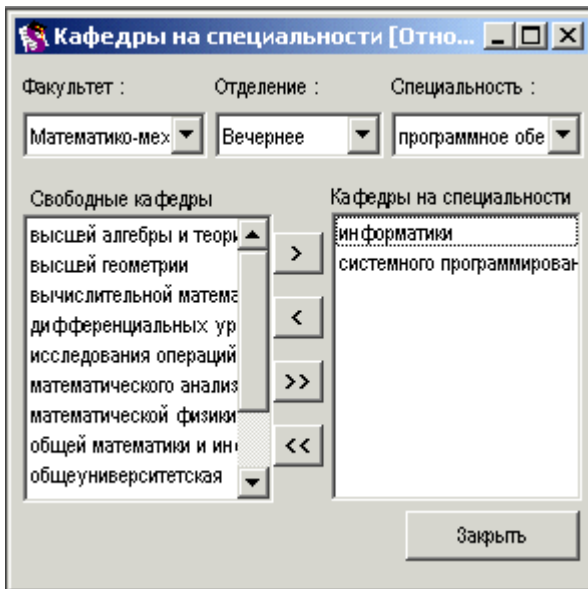 Кафедры на специальности [Отно...
Факультет :
Отделение :
Специальность :
Математико-мех
Вечернее
программное обе
Свободные кафедры
высшей алгебры и теори
высшей геометрии
вычислительной матема
дифференциальных ур
исследования операций
математического анализ
математической физики
общей математики и ин
общеуниверситетская
>
<
>>
<<
Кафедры на специальности
информатики
системного программирован
Закрыть